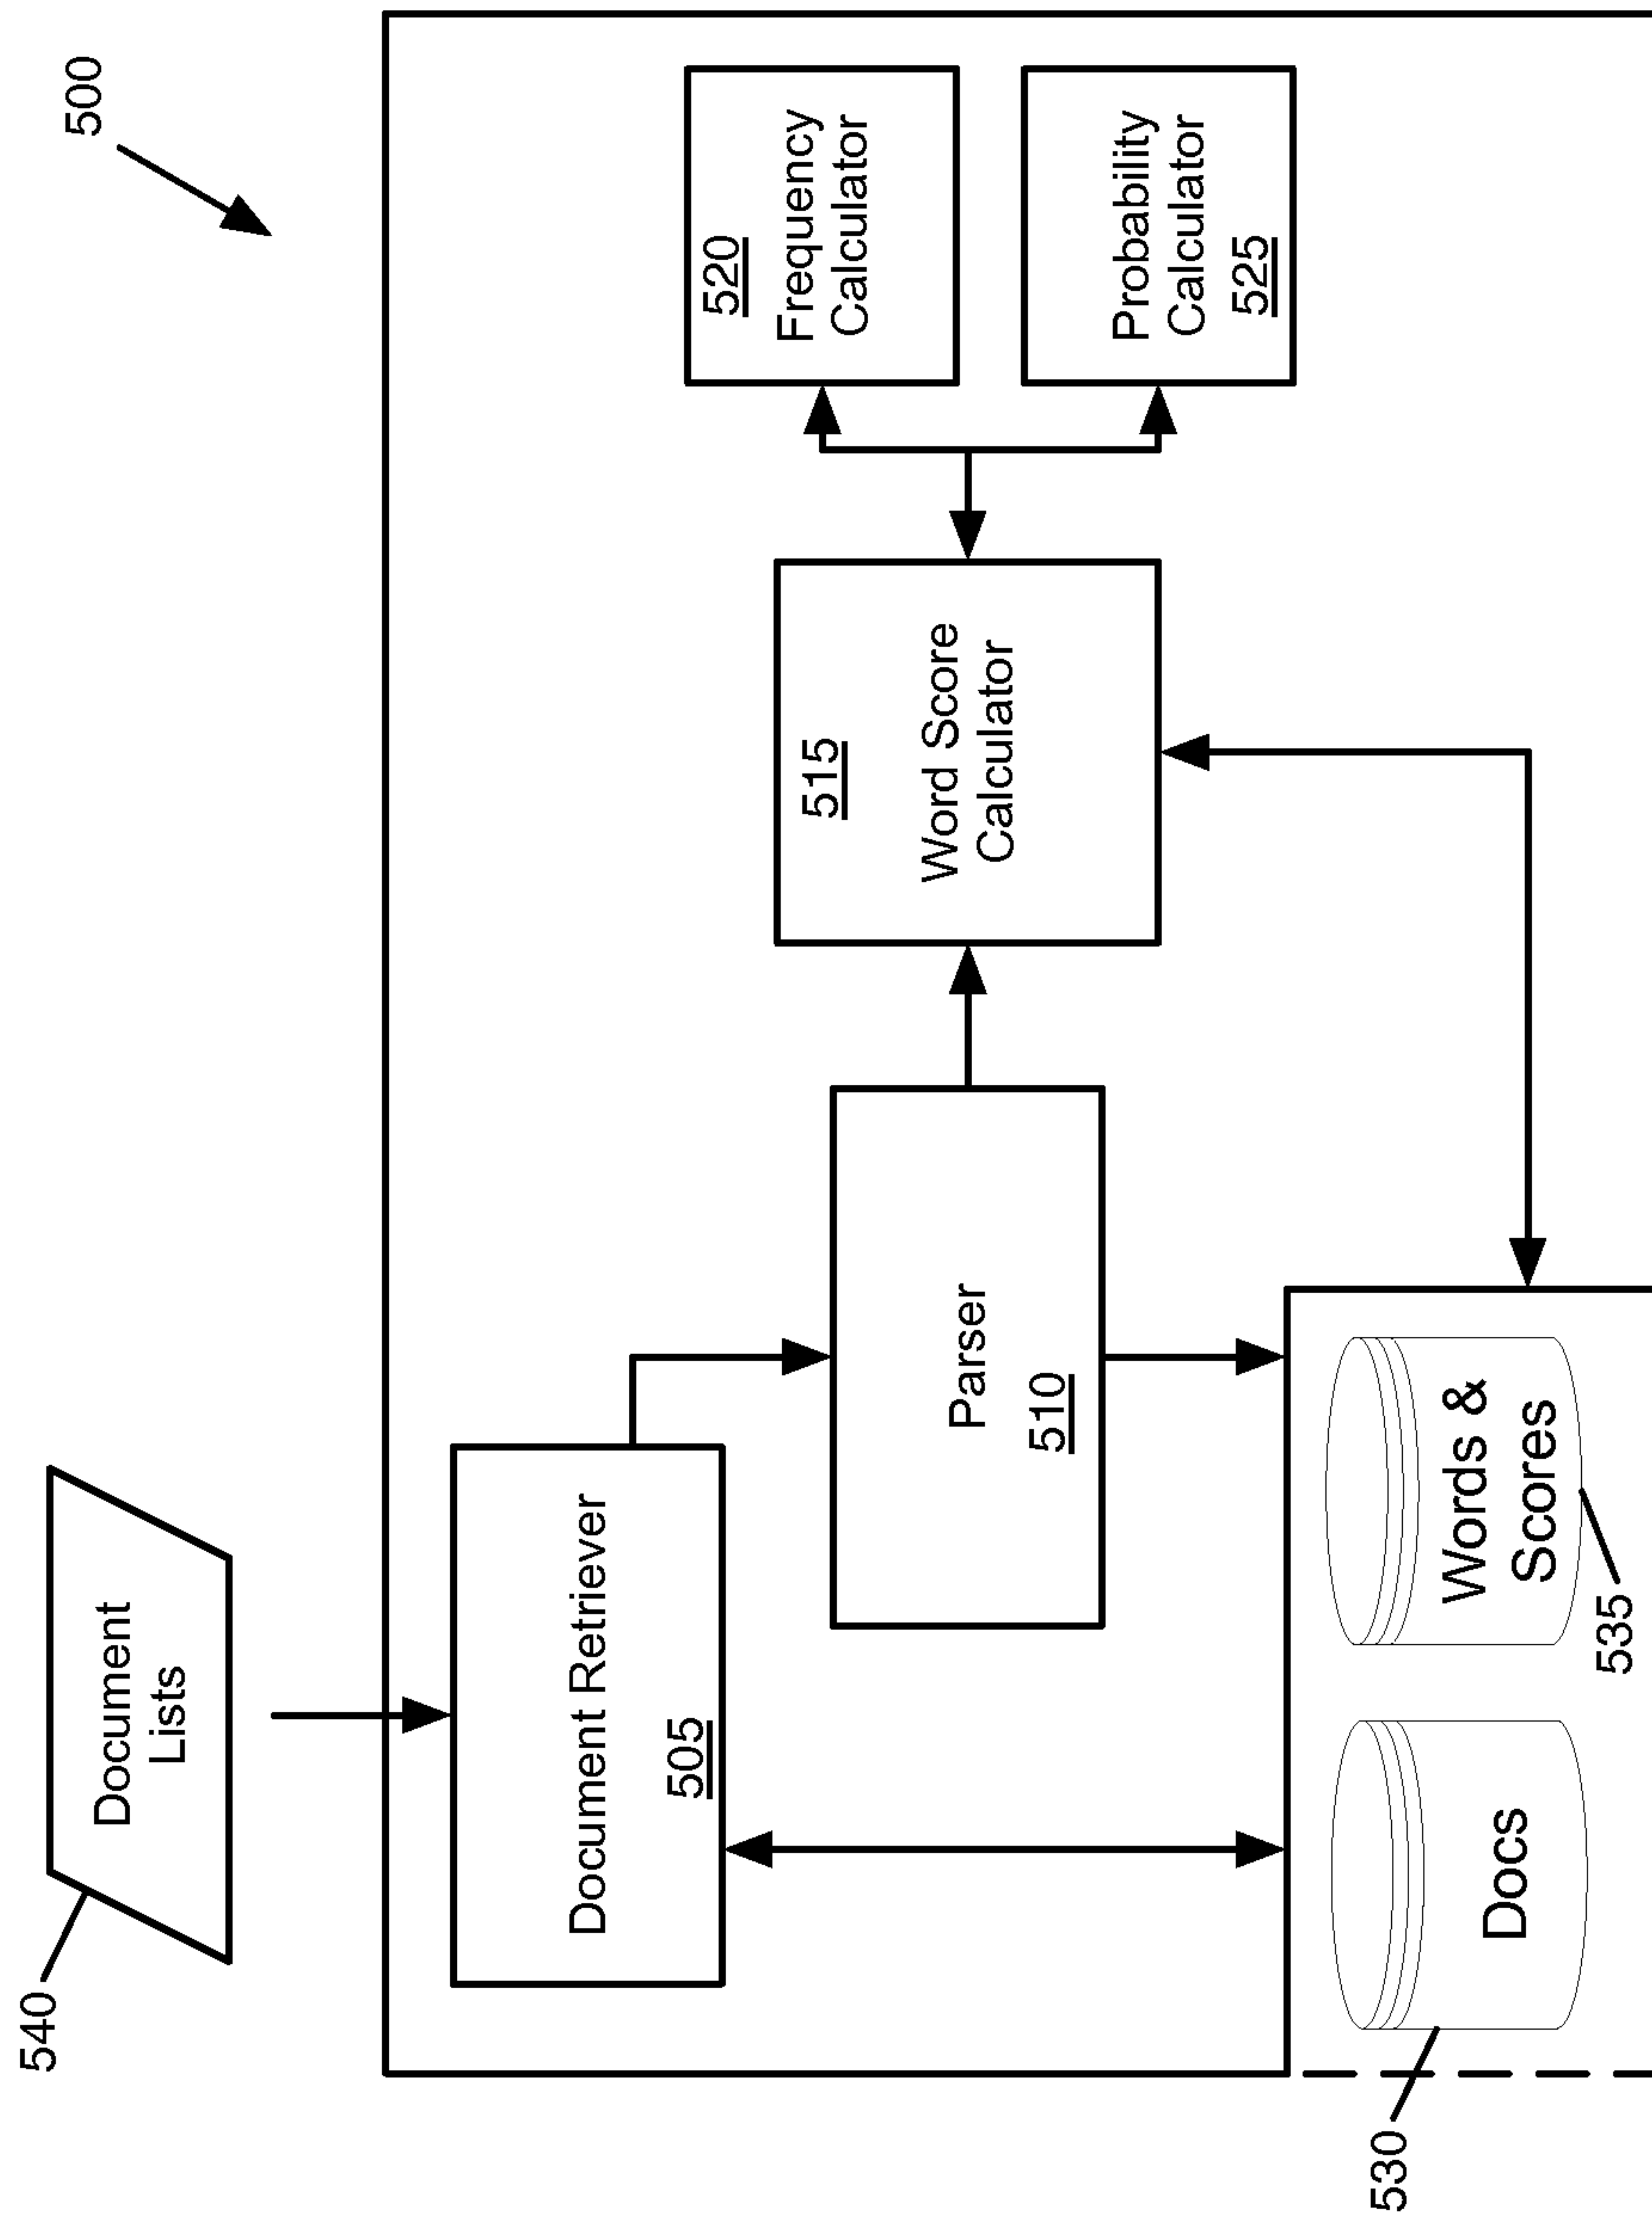 540
Document
Lists
500
Document Retriever
505
Parser
510
515
Word Score
Calculator
520
Frequency
Calculator
Probability
Calculator
525
530
Docs
Words &
Scores
535